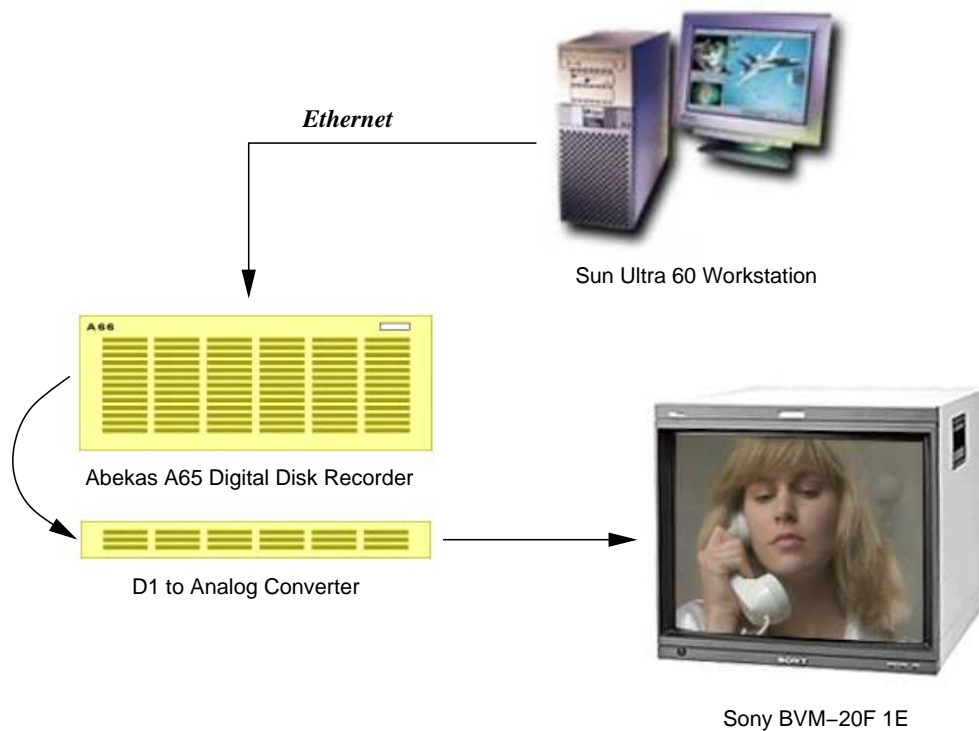 Ethernet
Sun Ultra 60 Workstation
A66
Abekas A65 Digital Disk Recorder
D1 to Analog Converter
SONY
Sony BVM−20F 1E